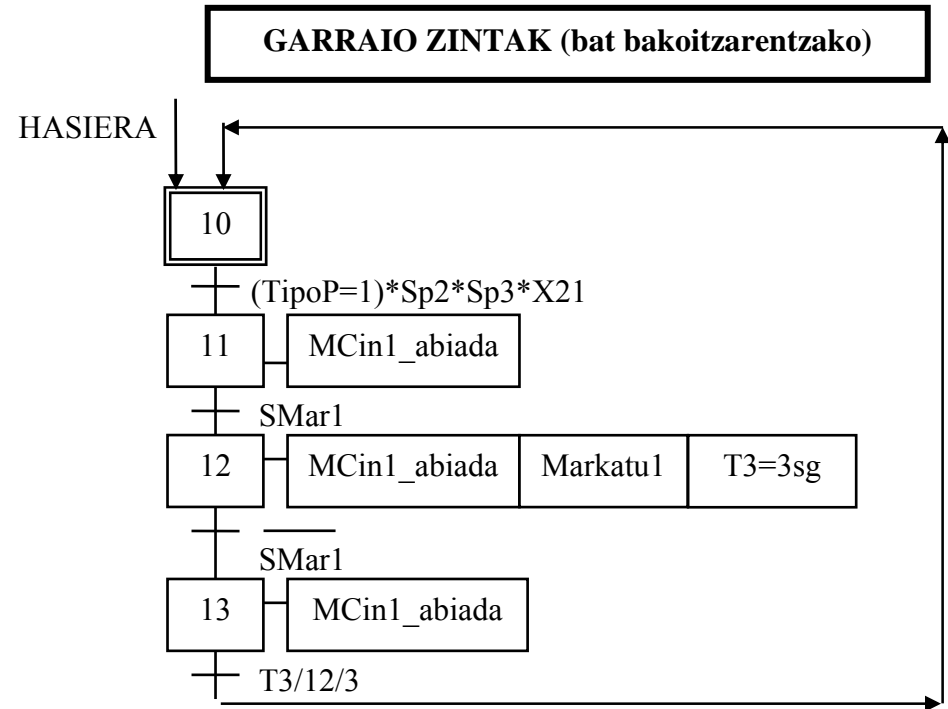 GARRAIO ZINTAK (bat bakoitzarentzako)
HASIERA
10
(TipoP=1)*Sp2*Sp3*X21
11 MCin1_abiada
SMar1
12 MCin1_abiada Markatu1 T3=3sg
SMar1
13 MCin1_abiada
T3/12/3